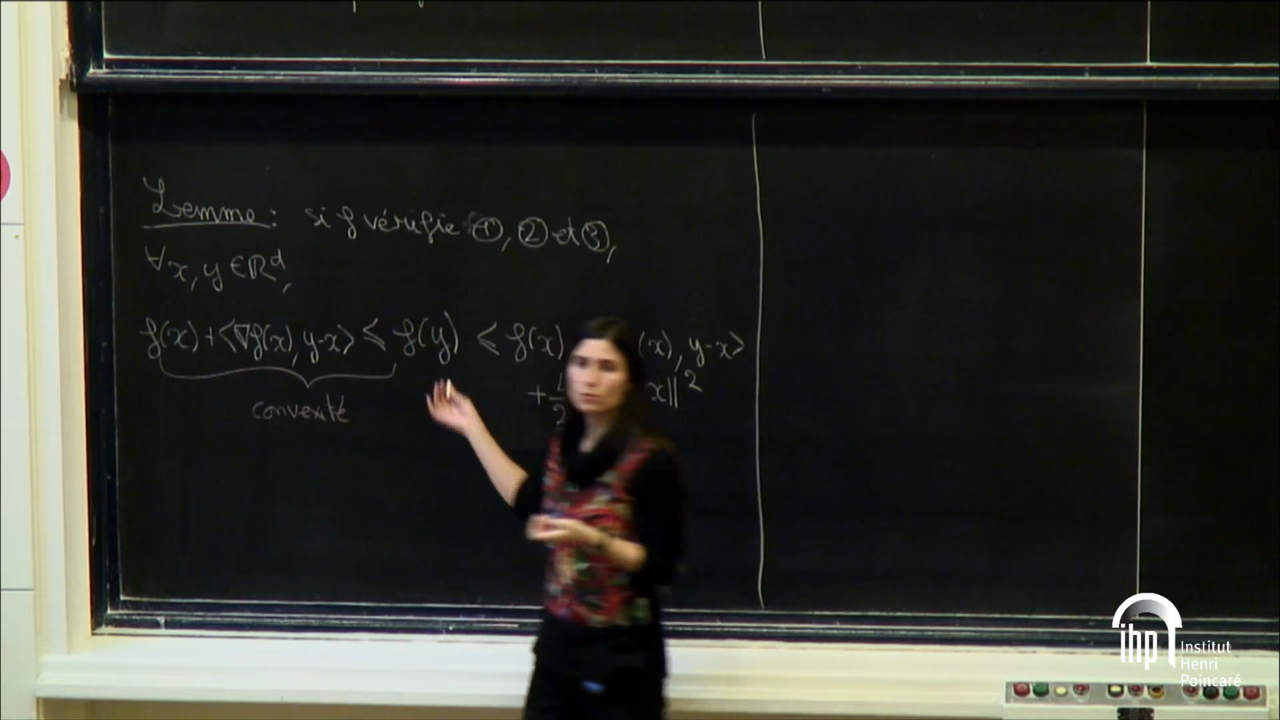 Lemme : si f vérifie ①, ② et ③,
∀x, y ∈ ℝᵈ,
f(x) + ⟨∇f(x), y-x⟩ ≤ f(y) ≤ f(x) (x), y-x⟩
+ x||²
convexité
ihp Institut
Henri
Poincaré